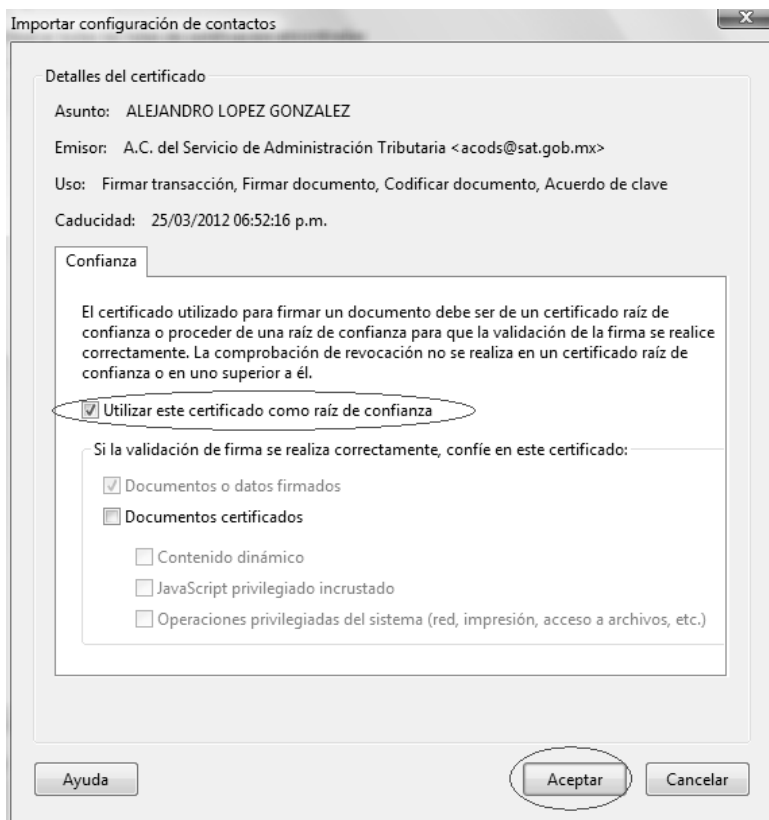 Importar configuración de contactos
Detalles del certificado
Asunto: ALEJANDRO LOPEZ GONZALEZ
Emisor: A.C. del Servicio de Administración Tributaria <acods@sat.gob.mx>
Uso: Firmar transacción, Firmar documento, Codificar documento, Acuerdo de clave
Caducidad: 25/03/2012 06:52:16 p.m.
Confianza
El certificado utilizado para firmar un documento debe ser de un certificado raíz de
confianza o proceder de una raíz de confianza para que la validación de la firma se realice
correctamente. La comprobación de revocación no se realiza en un certificado raíz de
confianza o en uno superior a él.
Utilizar este certificado como raíz de confianza
Si la validación de firma se realiza correctamente, confíe en este certificado:
Documentos o datos firmados
Documentos certificados
Contenido dinámico
JavaScript privilegiado incrustado
Operaciones privilegiadas del sistema (red, impresión, acceso a archivos, etc.)
Ayuda Aceptar Cancelar